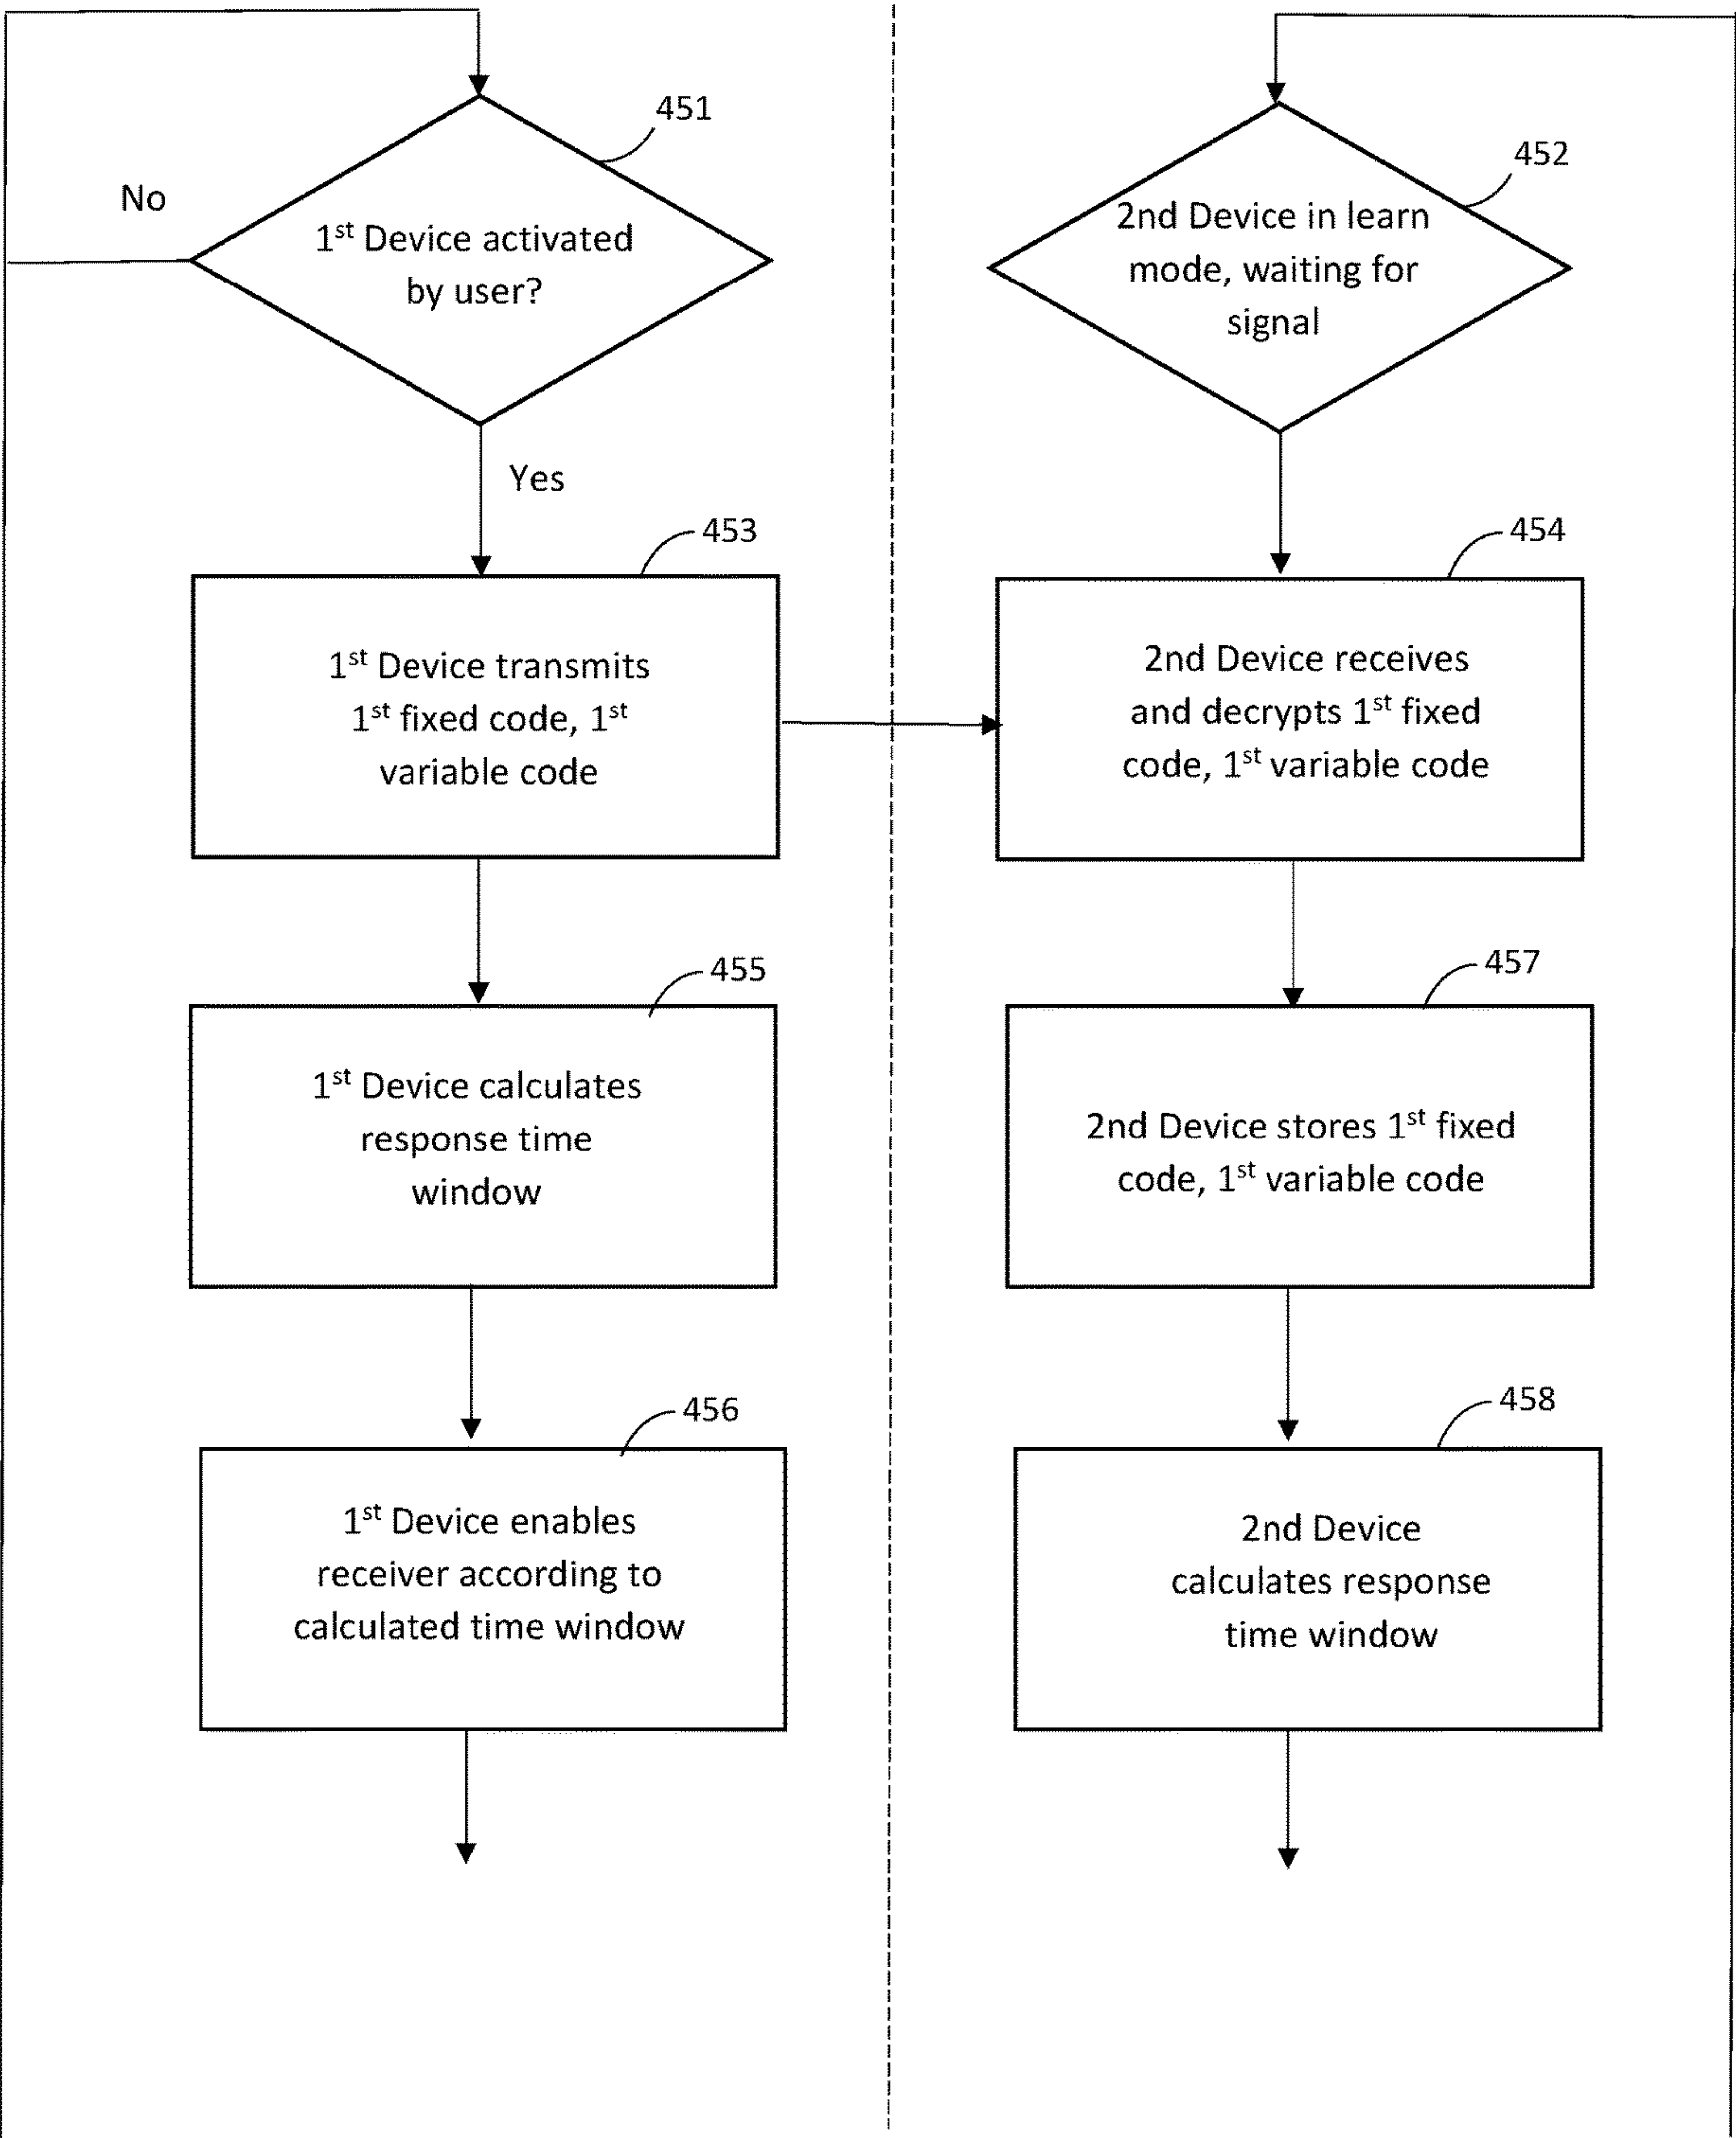 451
No
1st Device activated
by user?
Yes
453
1st Device transmits
1st fixed code, 1st
variable code
455
1st Device calculates
response time
window
456
1st Device enables
receiver according to
calculated time window
452
2nd Device in learn
mode, waiting for
signal
454
2nd Device receives
and decrypts 1st fixed
code, 1st variable code
457
2nd Device stores 1st fixed
code, 1st variable code
458
2nd Device
calculates response
time window